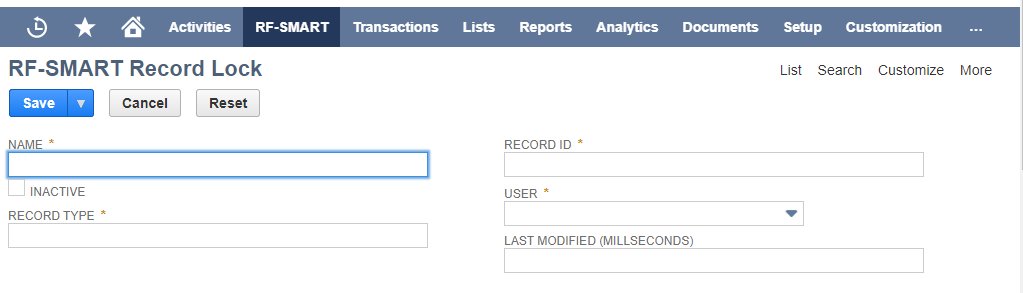 Activities RF-SMART Transactions Lists Reports Analytics Documents Setup Customization ...
RF-SMART Record Lock
List Search Customize More
Save Cancel Reset
NAME *
RECORD ID *
INACTIVE
USER *
RECORD TYPE *
LAST MODIFIED (MILLSECONDS)